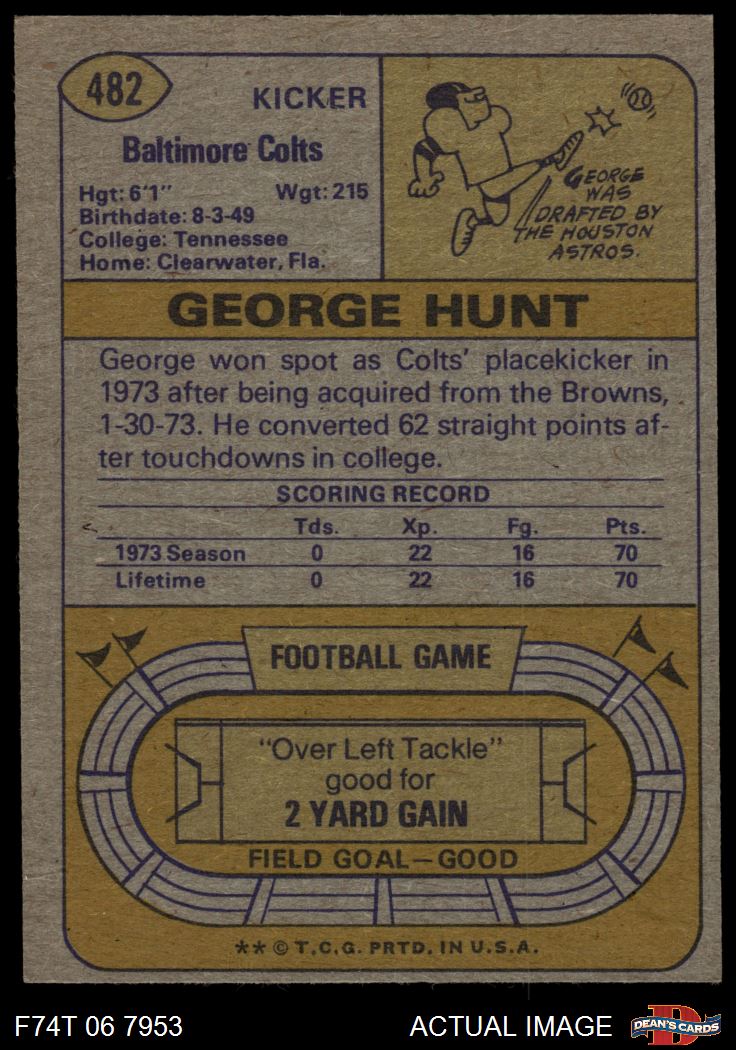 482
KICKER
Baltimore Colts
Hgt: 6'1" Wgt: 215
Birthdate: 8-3-49
College: Tennessee
Home: Clearwater, Fla.
GEORGE
WAS
DRAFTED BY
THE HOUSTON
ASTROS.
GEORGE HUNT
George won spot as Colts' placekicker in
1973 after being acquired from the Browns,
1-30-73. He converted 62 straight points af-
ter touchdowns in college.
SCORING RECORD
Tds. Xp. Fg. Pts.
1973 Season 0 22 16 70
Lifetime 0 22 16 70
FOOTBALL GAME
"Over Left Tackle"
good for
2 YARD GAIN
FIELD GOAL—GOOD
** © T.C.G. PRTD. IN U.S.A.
F74T 06 7953 ACTUAL IMAGE DEAN'S CARDS